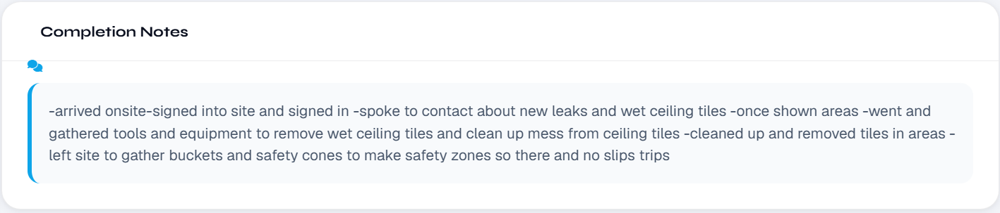 Completion Notes
-arrived onsite-signed into site and signed in -spoke to contact about new leaks and wet ceiling tiles -once shown areas -went and
gathered tools and equipment to remove wet ceiling tiles and clean up mess from ceiling tiles -cleaned up and removed tiles in areas -
left site to gather buckets and safety cones to make safety zones so there and no slips trips